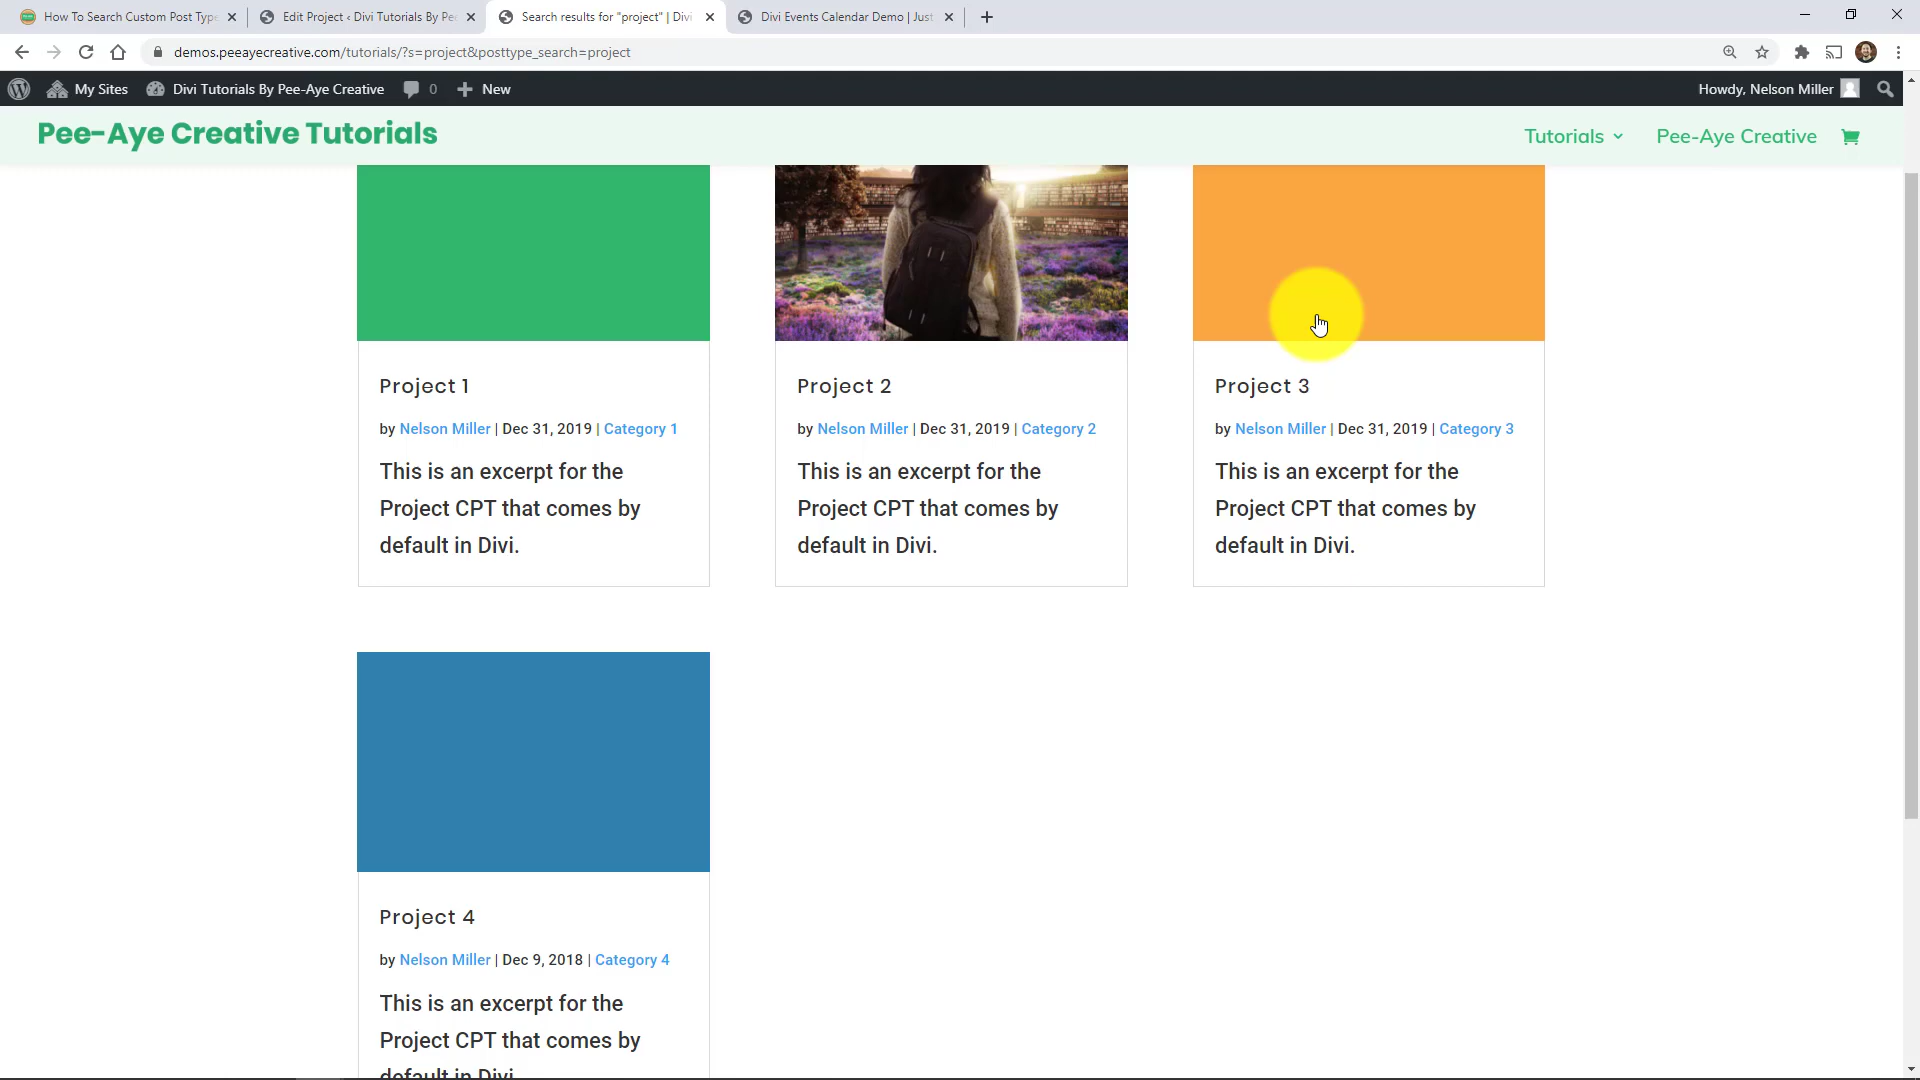 How To Search Custom Post Type
Edit Project ‹ Divi Tutorials By Pe
Search results for "project" | Divi
Divi Events Calendar Demo | Just
demos.peeayecreative.com/tutorials/?s=project&posttype_search=project
My Sites
Divi Tutorials By Pee-Aye Creative
0
New
Howdy, Nelson Miller
Pee-Aye Creative Tutorials
Tutorials
Pee-Aye Creative
Project 1
by Nelson Miller | Dec 31, 2019 | Category 1
This is an excerpt for the
Project CPT that comes by
default in Divi.
Project 2
by Nelson Miller | Dec 31, 2019 | Category 2
This is an excerpt for the
Project CPT that comes by
default in Divi.
Project 3
by Nelson Miller | Dec 31, 2019 | Category 3
This is an excerpt for the
Project CPT that comes by
default in Divi.
Project 4
by Nelson Miller | Dec 9, 2018 | Category 4
This is an excerpt for the
Project CPT that comes by
default in Divi.